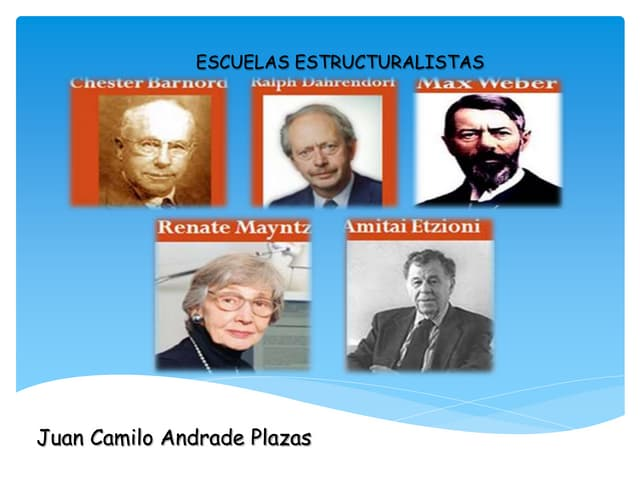 ESCUELAS ESTRUCTURALISTAS
Chester Barnord
Ralph Dahrendorf
Max Weber
Renate Mayntz
Amitai Etzioni
Juan Camilo Andrade Plazas